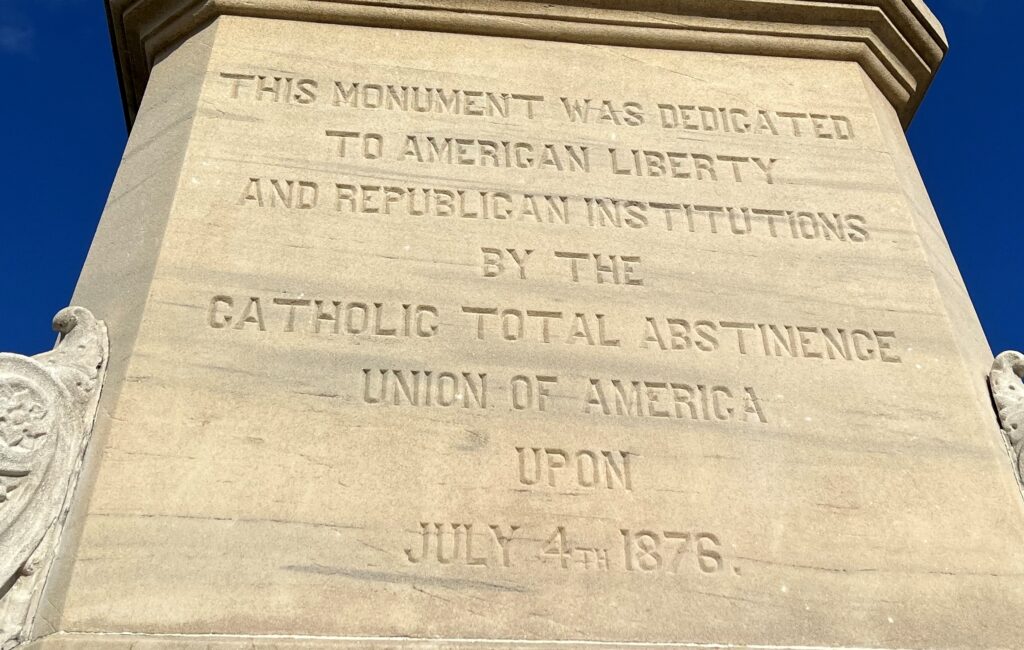 THIS MONUMENT WAS DEDICATED
TO AMERICAN LIBERTY
AND REPUBLICAN INSTITUTIONS
BY THE
CATHOLIC TOTAL ABSTINENCE
UNION OF AMERICA
UPON
JULY 4TH 1876.